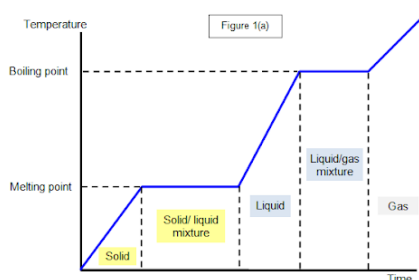 Temperature
Figure 1(a)
Boiling point
Melting point
Solid
Solid/ liquid
mixture
Liquid
Liquid/gas
mixture
Gas
Time